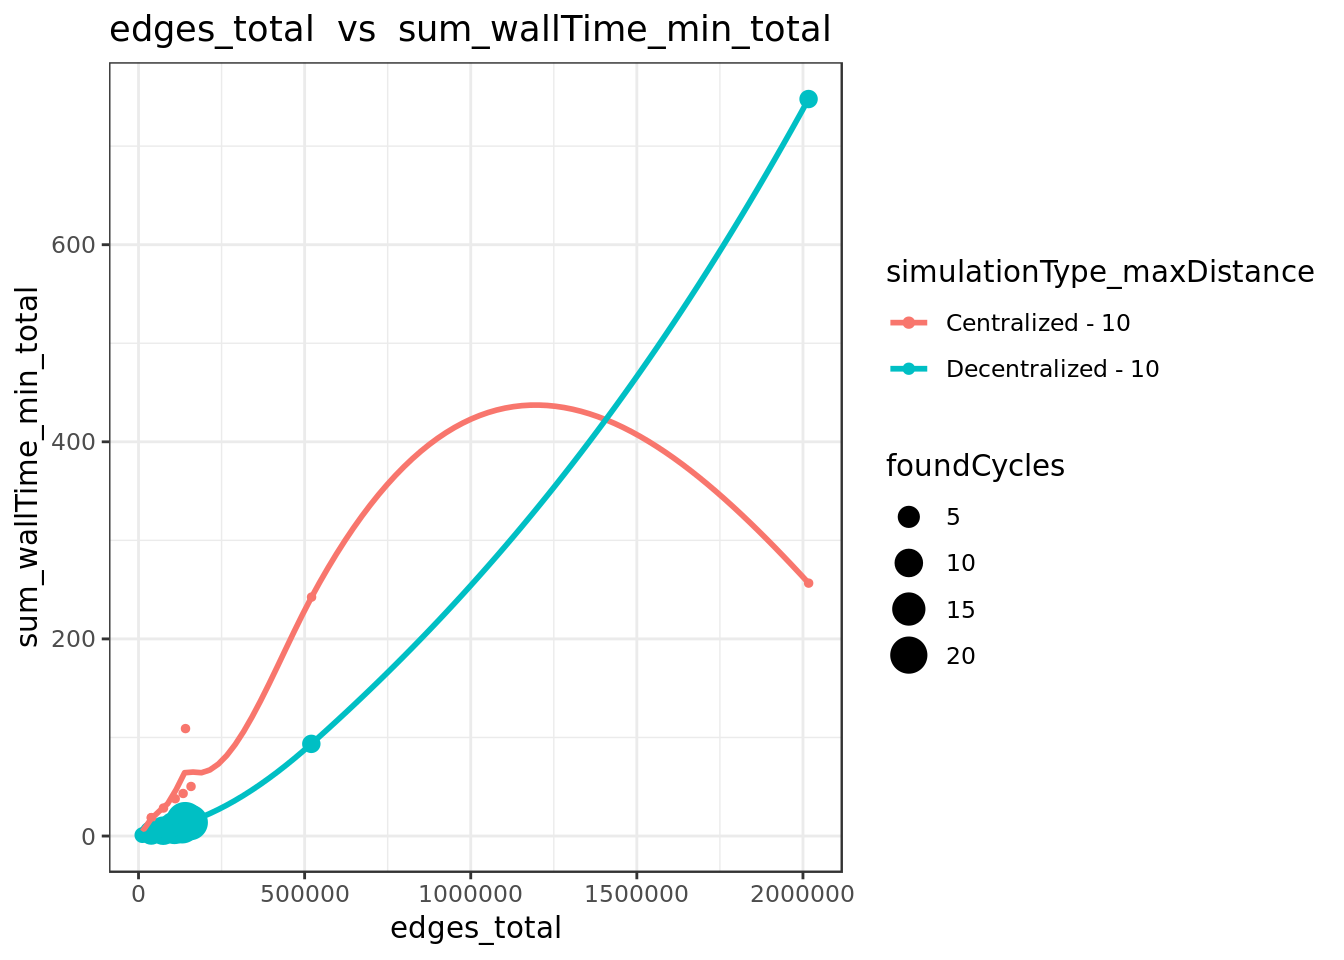 edges_total  vs  sum_wallTime_min_total
sum_wallTime_min_total
600
400
200
0
0
500000
1000000
1500000
2000000
edges_total
simulationType_maxDistance
Centralized - 10
Decentralized - 10
foundCycles
5
10
15
20